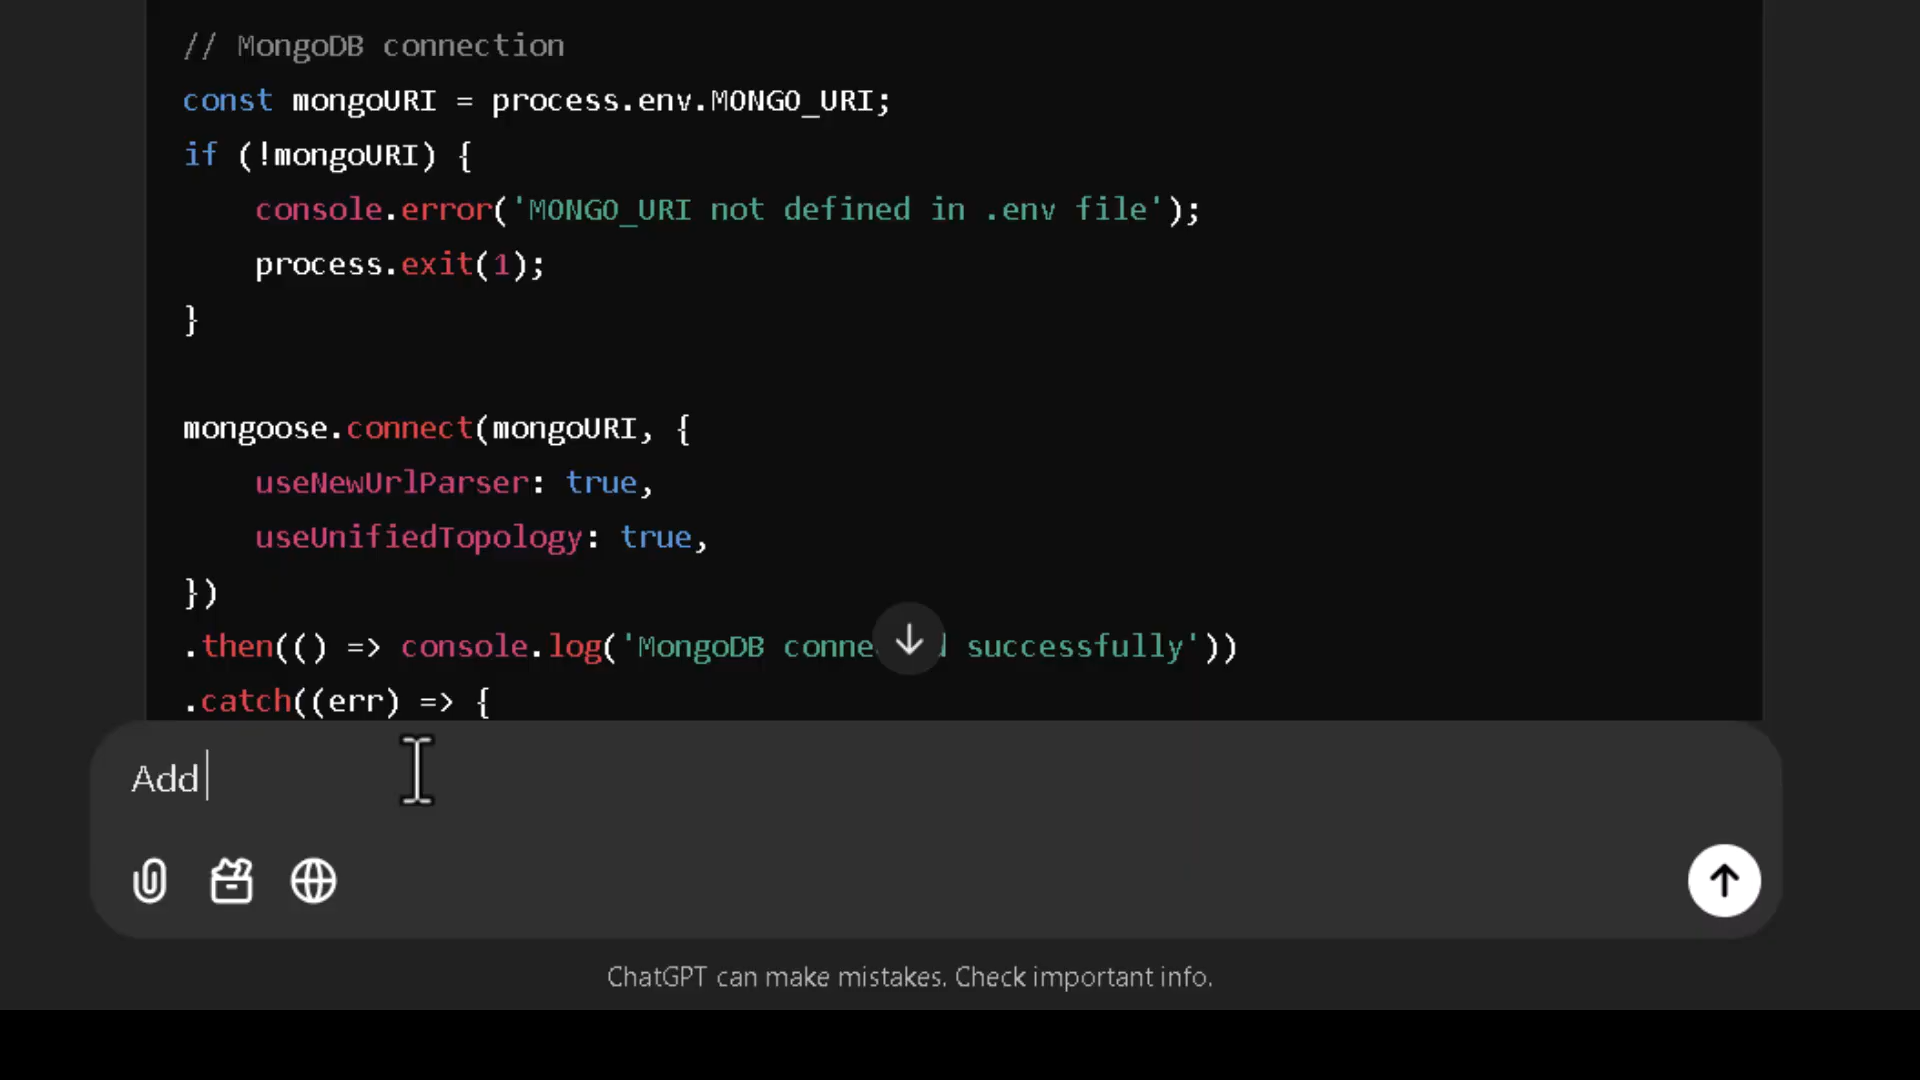 // MongoDB connection
const mongoURI = process.env.MONGO_URI;
if (!mongoURI) {
console.error('MONGO_URI not defined in .env file');
process.exit(1);
}
mongoose.connect(mongoURI, {
useNewUrlParser: true,
useUnifiedTopology: true,
})
.then(() => console.log('MongoDB conne successfully'))
.catch((err) => {
Add
ChatGPT can make mistakes. Check important info.